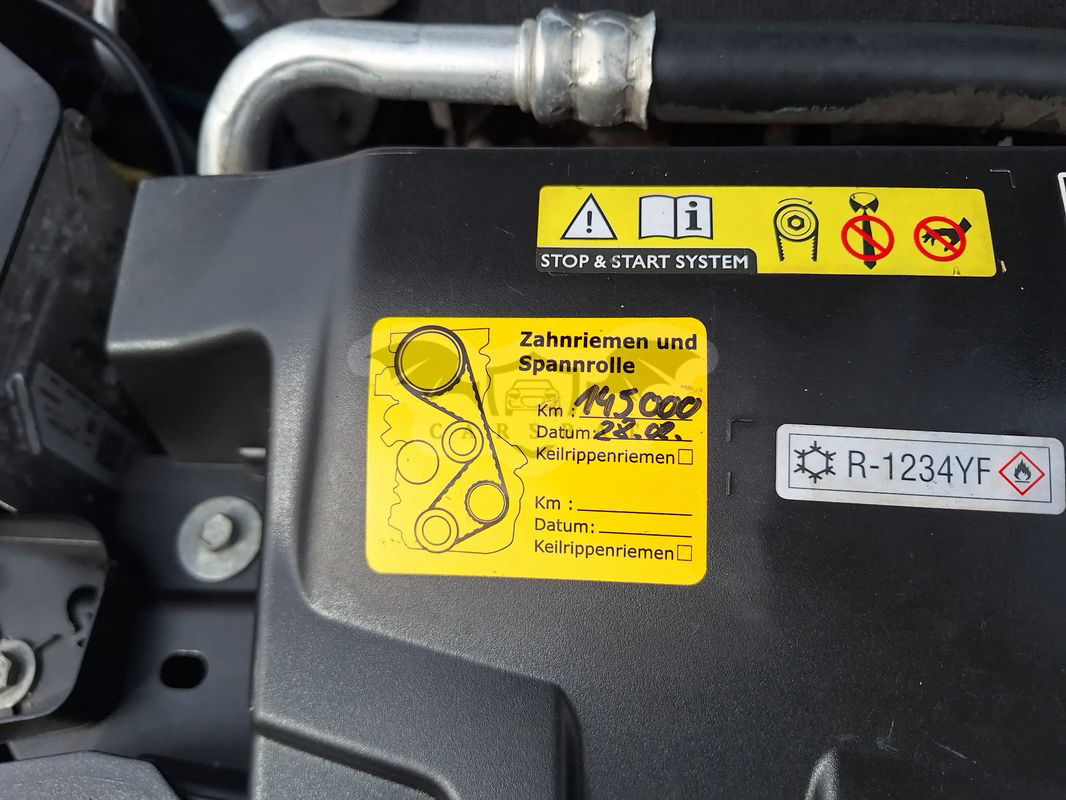 STOP & START SYSTEM
Zahnriemen und
Spannrolle
Km : 145000
Datum: 28.02.
Keilrippenriemen
Km :
Datum:
Keilrippenriemen
R-1234YF